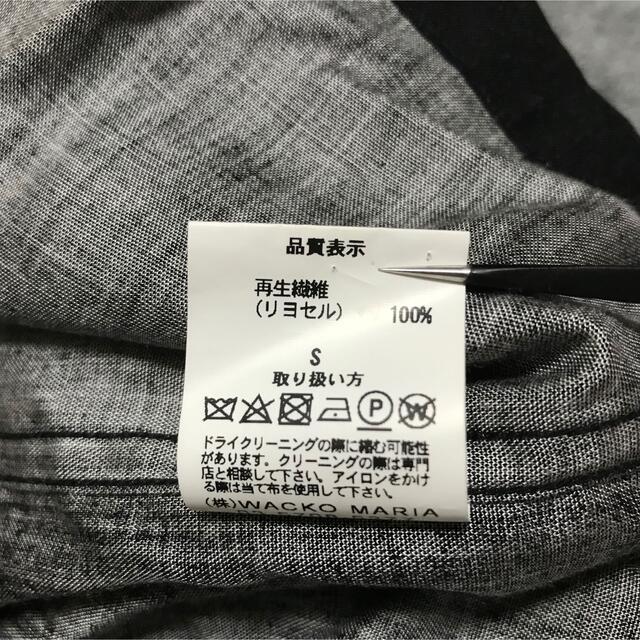 品質表示
再生繊維
(リヨセル) 100%
S
取り扱い方
P W
ドライクリーニングの際に縮む可能性
があります。クリーニングの際は専門
店と相談して下さい。アイロンをかけ
る際は当て布を使用して下さい。
(株)WACKO MARIA